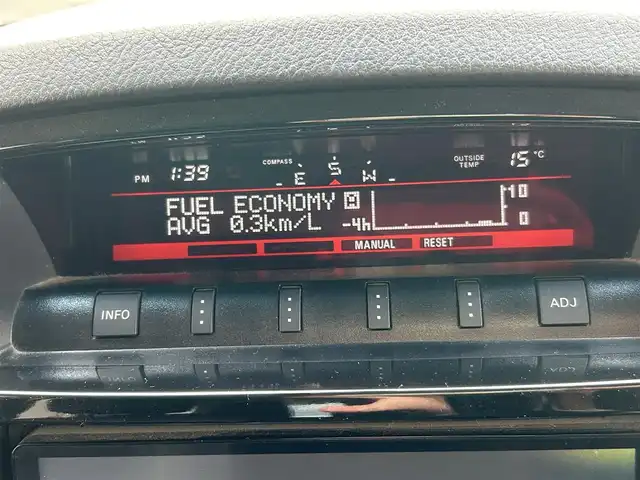 PM 1:39 COMPASS E S W OUTSIDE TEMP 15 °C
FUEL ECONOMY A 10
AVG 0.3km/L -4h 0
MANUAL RESET
INFO ADJ